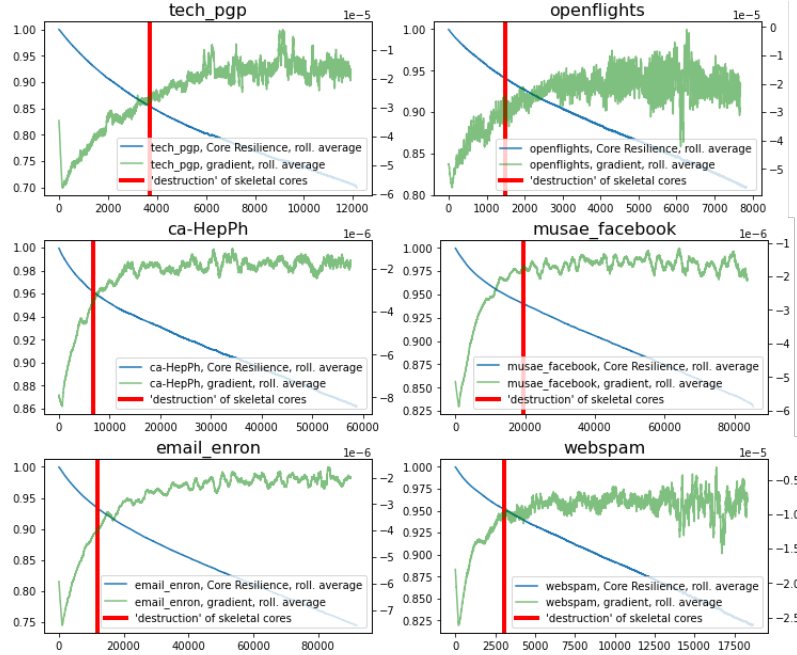 tech_pgp
1e−5
1.00
0.95
0.90
0.85
0.80
0.75
0.70
−1
−2
−3
−4
−5
−6
tech_pgp, Core Resilience, roll. average
tech_pgp, gradient, roll. average
'destruction' of skeletal cores
0 2000 4000 6000 8000 10000 12000
openflights
1e−5
1.00
0.95
0.90
0.85
0.80
0
−1
−2
−3
−4
−5
openflights, Core Resilience, roll. average
openflights, gradient, roll. average
'destruction' of skeletal cores
0 1000 2000 3000 4000 5000 6000 7000 8000
ca-HepPh
1e−6
1.00
0.98
0.96
0.94
0.92
0.90
0.88
0.86
−2
−3
−4
−6
−8
ca-HepPh, Core Resilience, roll. average
ca-HepPh, gradient, roll. average
'destruction' of skeletal cores
0 10000 20000 30000 40000 50000 60000
musae_facebook
1e−6
1.000
0.975
0.950
0.925
0.900
0.875
0.850
0.825
−1
−2
−3
−4
−5
−6
musae_facebook, Core Resilience, roll. average
musae_facebook, gradient, roll. average
'destruction' of skeletal cores
0 20000 40000 60000 80000
email_enron
1e−6
1.00
0.95
0.90
0.85
0.80
0.75
−2
−3
−4
−5
−6
−7
email_enron, Core Resilience, roll. average
email_enron, gradient, roll. average
'destruction' of skeletal cores
0 20000 40000 60000 80000
webspam
1e−5
1.000
0.975
0.950
0.925
0.900
0.875
0.850
0.825
−0.5
−1.0
−1.5
−2.0
−2.5
webspam, Core Resilience, roll. average
webspam, gradient, roll. average
'destruction' of skeletal cores
0 2500 5000 7500 10000 12500 15000 17500